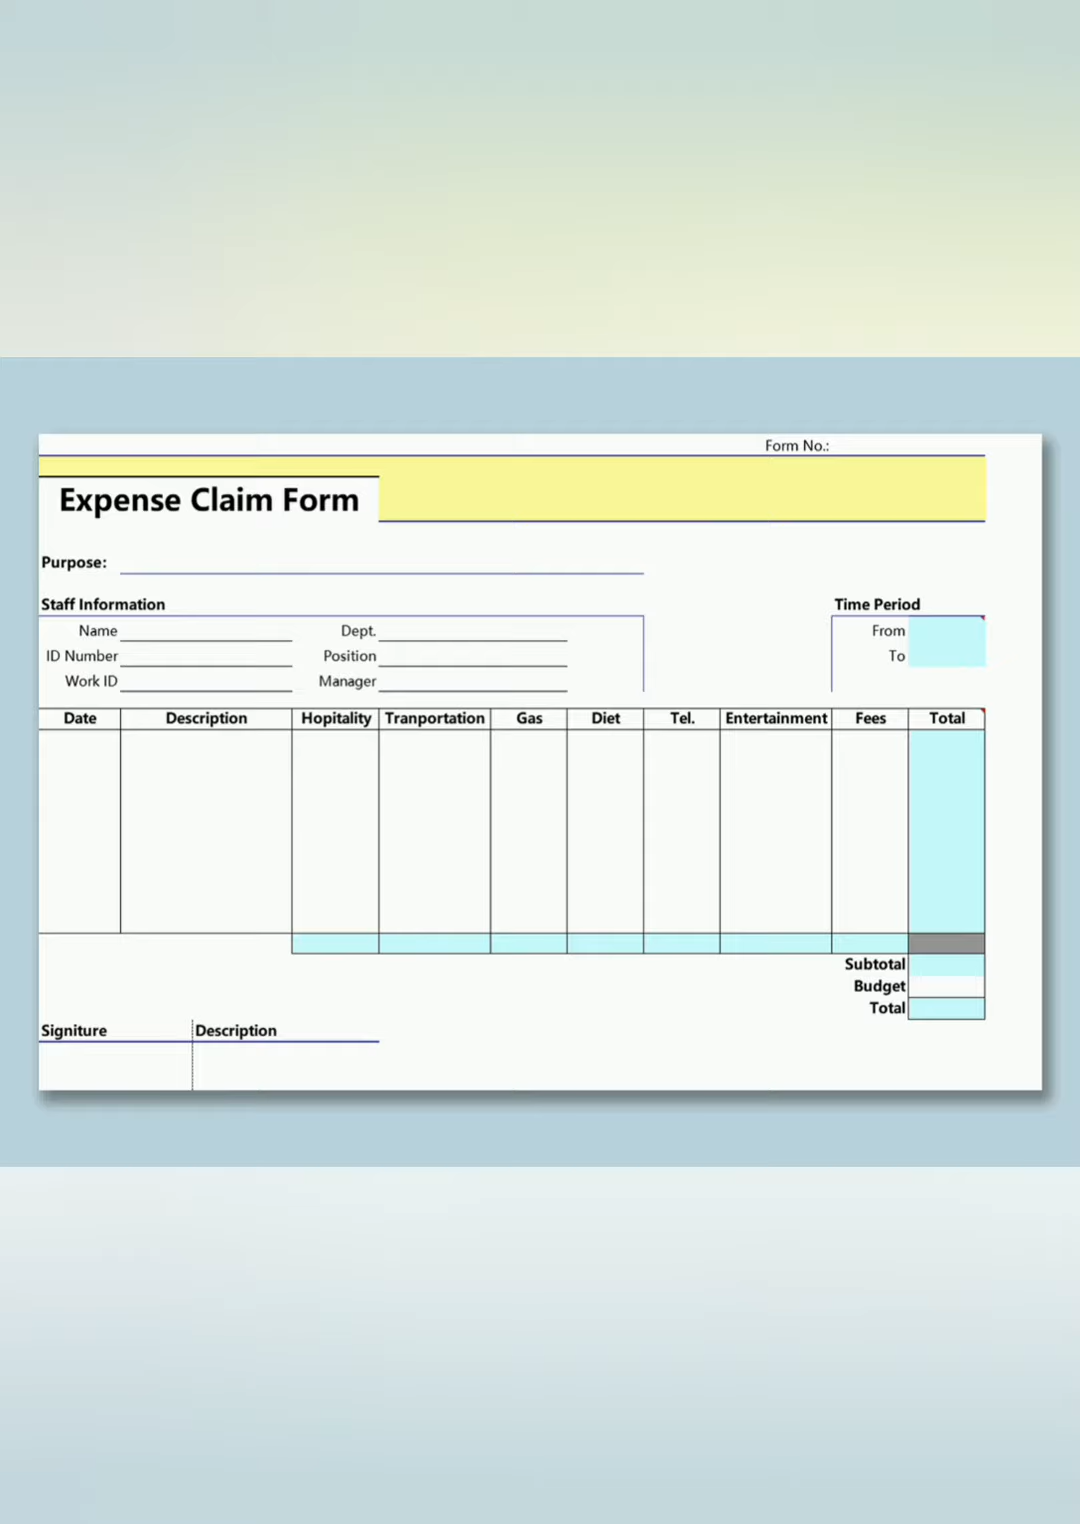 Form No.:
Expense Claim Form
Purpose:
Staff Information Time Period
Name Dept. From
ID Number Position To
Work ID Manager
Date Description Hopitality Tranportation Gas Diet Tel. Entertainment Fees Total
Subtotal
Budget
Total
Signiture Description